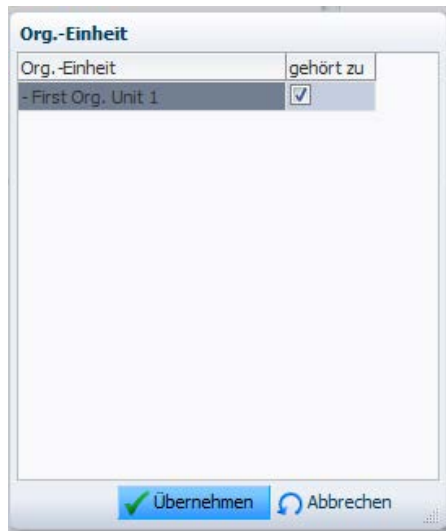 Org.-Einheit
Org.-Einheit gehört zu
- First Org. Unit 1
Übernehmen Abbrechen